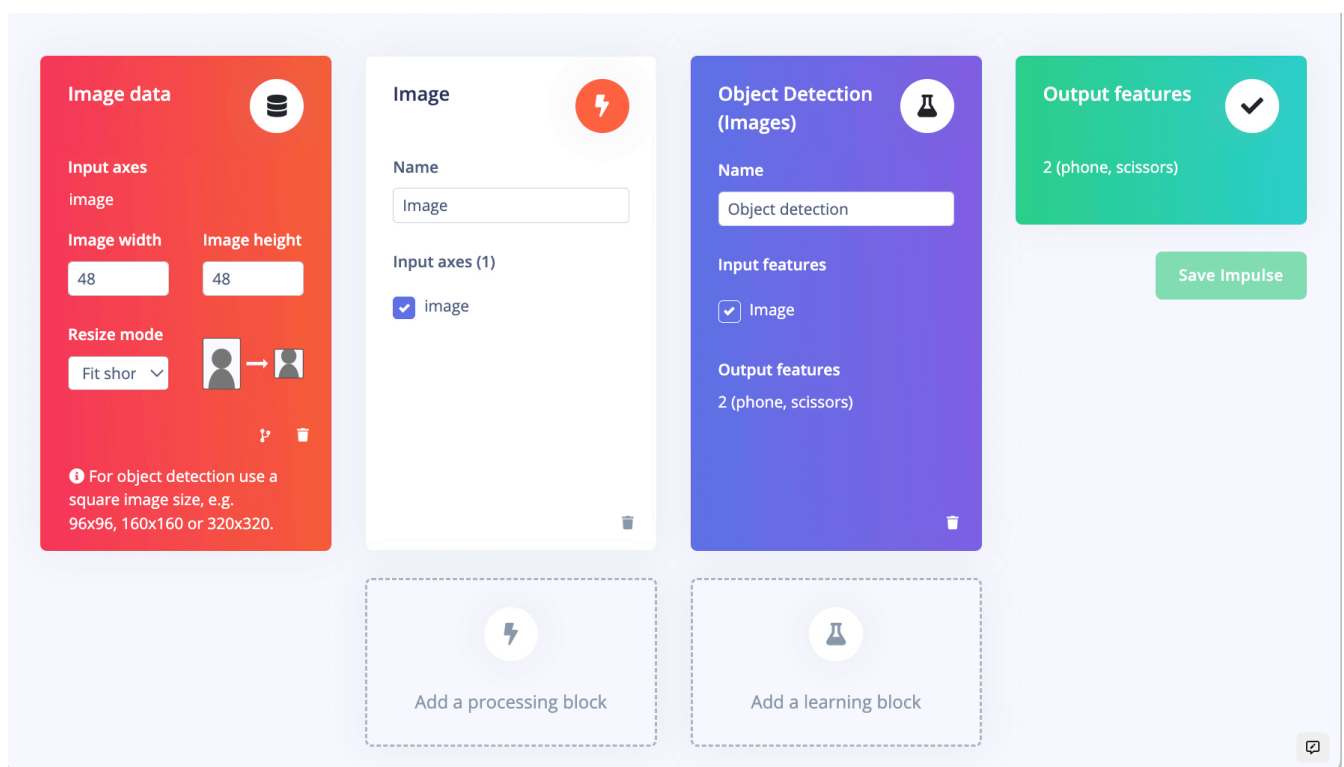 Image data
Input axes
image
Image width
Image height
48
48
Resize mode
Fit shor
For object detection use a
square image size, e.g.
96x96, 160x160 or 320x320.
Image
Name
Image
Input axes (1)
image
Object Detection
(Images)
Name
Object detection
Input features
Image
Output features
2 (phone, scissors)
Output features
2 (phone, scissors)
Save Impulse
Add a processing block
Add a learning block